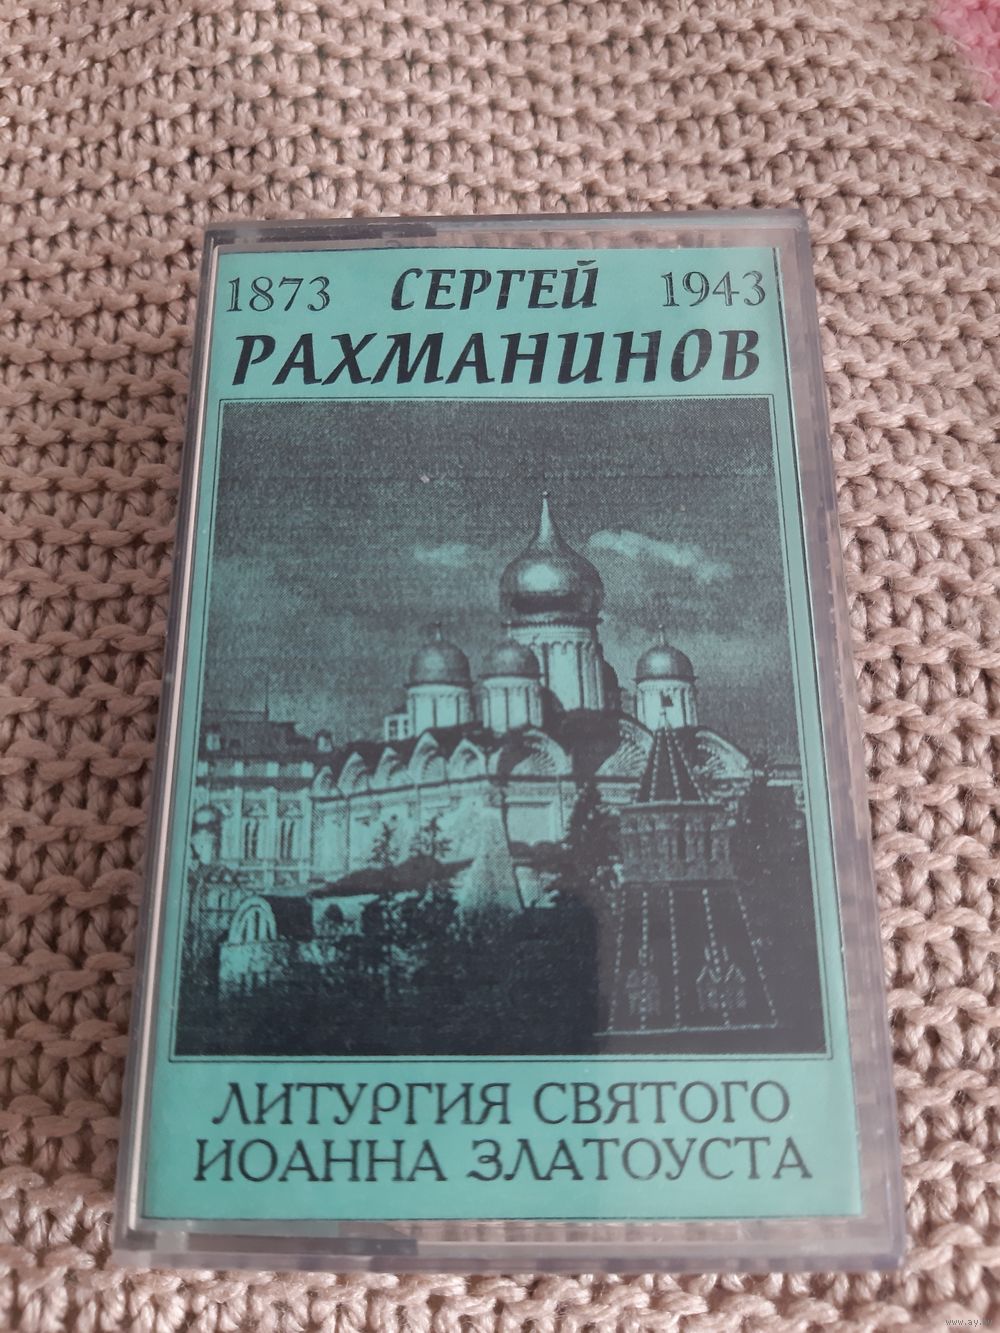 1873 СЕРГЕЙ 1943
РАХМАНИНОВ
ЛИТУРГИЯ СВЯТОГО
ИОАННА ЗЛАТОУСТА